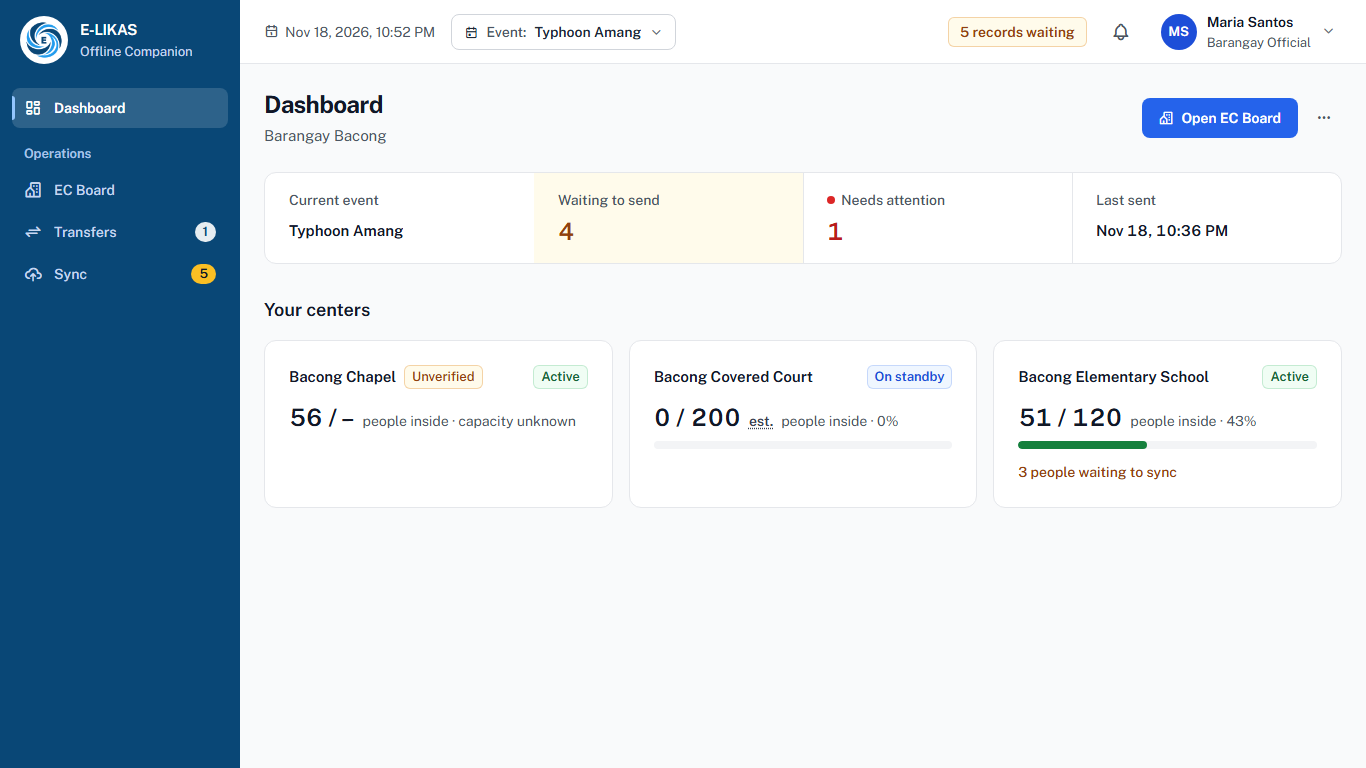 E-LIKAS
Offline Companion
Dashboard
Operations
EC Board
Transfers 1
Sync 5
Nov 18, 2026, 10:52 PM
Event: Typhoon Amang
5 records waiting
MS
Maria Santos
Barangay Official
Dashboard
Barangay Bacong
Open EC Board
Current event
Typhoon Amang
Waiting to send
4
Needs attention
1
Last sent
Nov 18, 10:36 PM
Your centers
Bacong Chapel Unverified Active
56 / – people inside · capacity unknown
Bacong Covered Court On standby
0 / 200 est. people inside · 0%
Bacong Elementary School Active
51 / 120 people inside · 43%
3 people waiting to sync